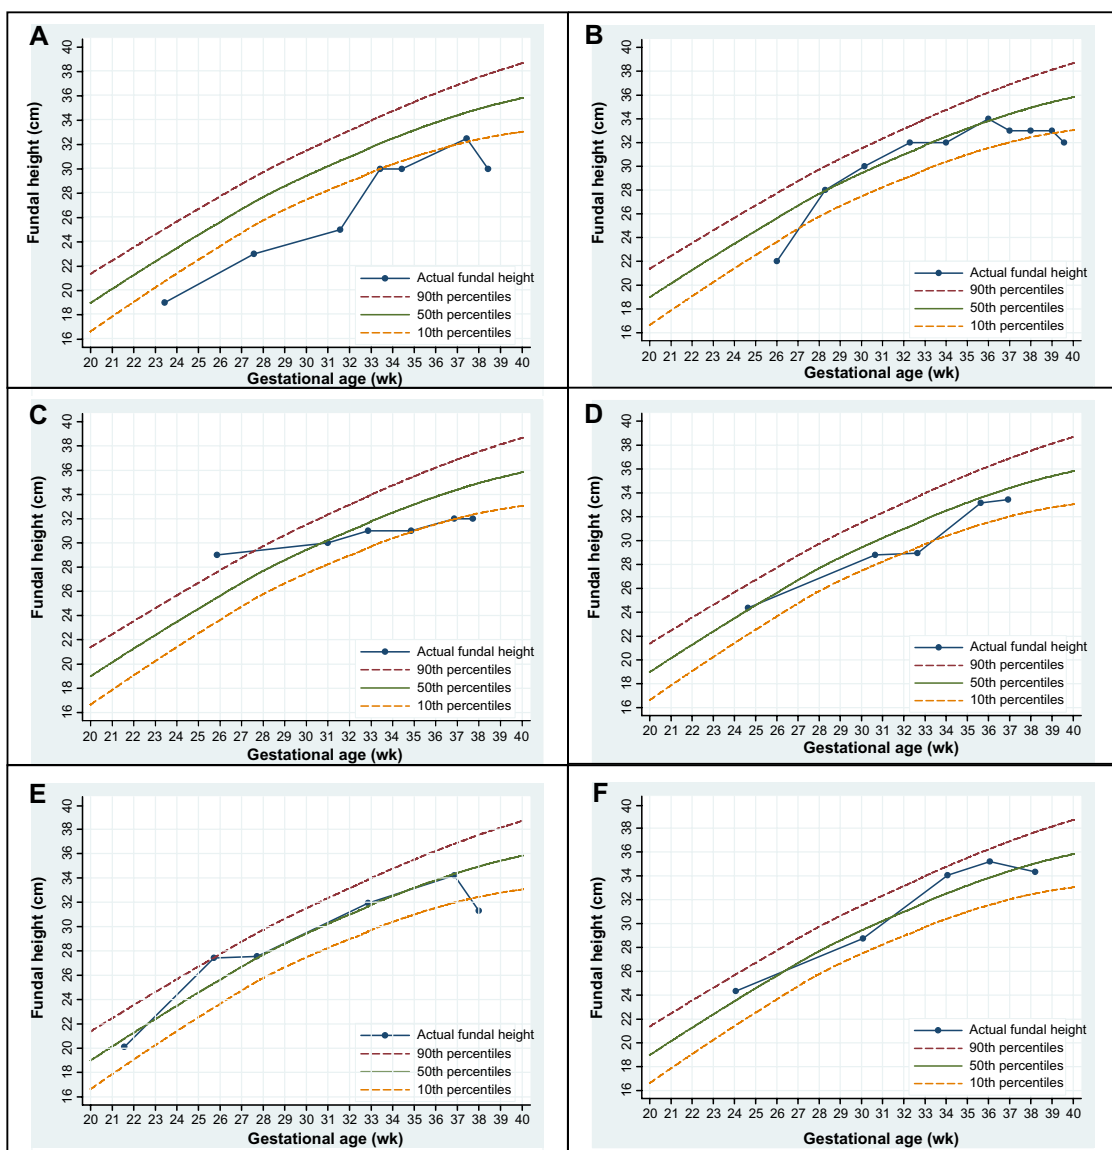 A
Fundal height (cm)
40
38
36
34
32
30
28
26
24
22
20
18
16
Actual fundal height
90th percentiles
50th percentiles
10th percentiles
20 21 22 23 24 25 26 27 28 29 30 31 32 33 34 35 36 37 38 39 40
Gestational age (wk)
B
Fundal height (cm)
40
38
36
34
32
30
28
26
24
22
20
18
16
Actual fundal height
90th percentiles
50th percentiles
10th percentiles
20 21 22 23 24 25 26 27 28 29 30 31 32 33 34 35 36 37 38 39 40
Gestational age (wk)
C
Fundal height (cm)
40
38
36
34
32
30
28
26
24
22
20
18
16
Actual fundal height
90th percentiles
50th percentiles
10th percentiles
20 21 22 23 24 25 26 27 28 29 30 31 32 33 34 35 36 37 38 39 40
Gestational age (wk)
D
Fundal height (cm)
40
38
36
34
32
30
28
26
24
22
20
18
16
Actual fundal height
90th percentiles
50th percentiles
10th percentiles
20 21 22 23 24 25 26 27 28 29 30 31 32 33 34 35 36 37 38 39 40
Gestational age (wk)
E
Fundal height (cm)
40
38
36
34
32
30
28
26
24
22
20
18
16
Actual fundal height
90th percentiles
50th percentiles
10th percentiles
20 21 22 23 24 25 26 27 28 29 30 31 32 33 34 35 36 37 38 39 40
Gestational age (wk)
F
Fundal height (cm)
40
38
36
34
32
30
28
26
24
22
20
18
16
Actual fundal height
90th percentiles
50th percentiles
10th percentiles
20 21 22 23 24 25 26 27 28 29 30 31 32 33 34 35 36 37 38 39 40
Gestational age (wk)